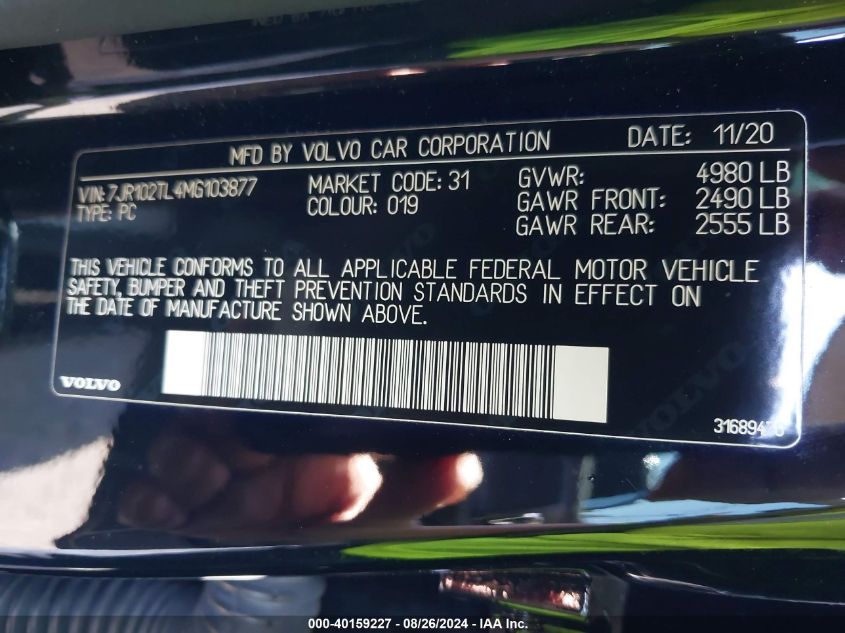 MFD BY VOLVO CAR CORPORATION DATE: 11/20
VIN: 7JR102TL4MG103877 MARKET CODE: 31 GVWR: 4980 LB
TYPE: PC COLOUR: 019 GAWR FRONT: 2490 LB
GAWR REAR: 2555 LB
THIS VEHICLE CONFORMS TO ALL APPLICABLE FEDERAL MOTOR VEHICLE
SAFETY, BUMPER AND THEFT PREVENTION STANDARDS IN EFFECT ON
THE DATE OF MANUFACTURE SHOWN ABOVE.
VOLVO
000-40159227 - 08/26/2024 - IAA Inc.